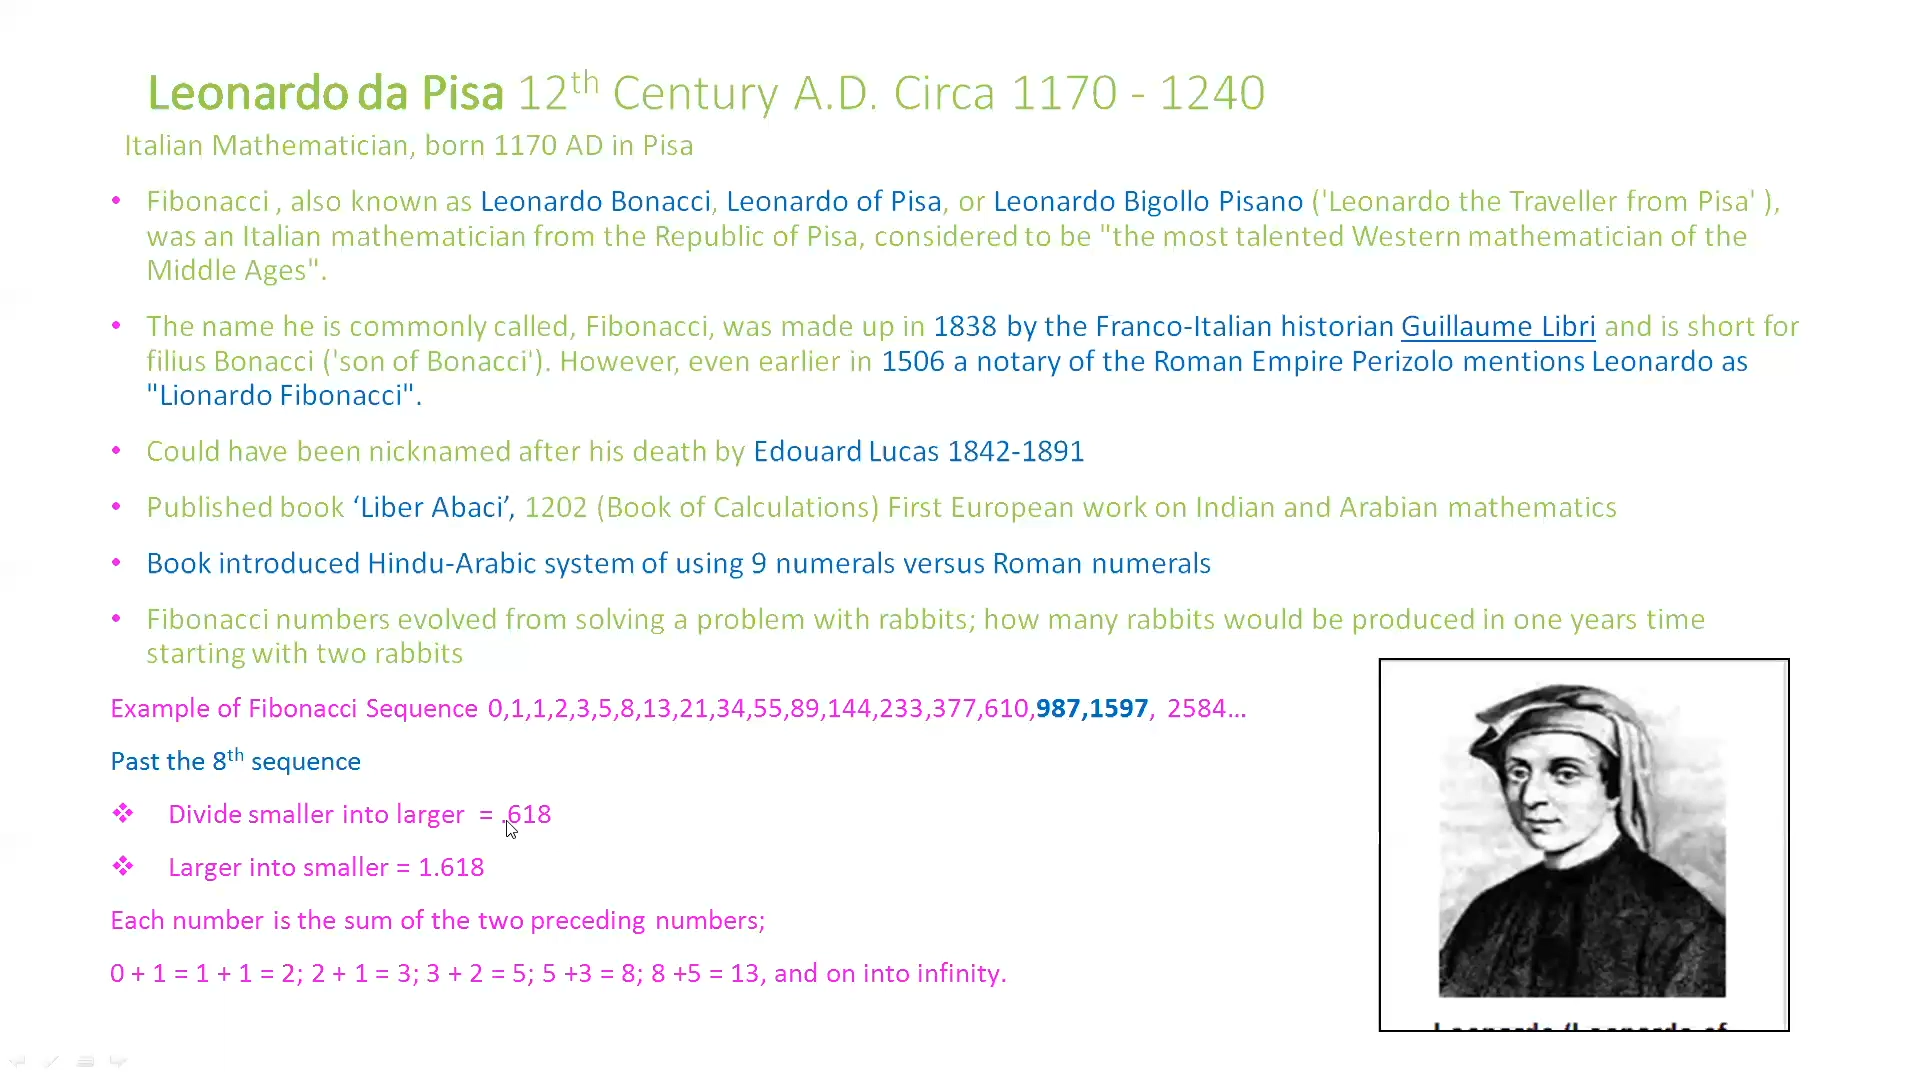 Leonardo da Pisa 12th Century A.D. Circa 1170 - 1240
Italian Mathematician, born 1170 AD in Pisa
• Fibonacci , also known as Leonardo Bonacci, Leonardo of Pisa, or Leonardo Bigollo Pisano ('Leonardo the Traveller from Pisa' ),
was an Italian mathematician from the Republic of Pisa, considered to be "the most talented Western mathematician of the
Middle Ages".
• The name he is commonly called, Fibonacci, was made up in 1838 by the Franco-Italian historian Guillaume Libri and is short for
filius Bonacci ('son of Bonacci'). However, even earlier in 1506 a notary of the Roman Empire Perizolo mentions Leonardo as
"Lionardo Fibonacci".
• Could have been nicknamed after his death by Edouard Lucas 1842-1891
• Published book ‘Liber Abaci’, 1202 (Book of Calculations) First European work on Indian and Arabian mathematics
• Book introduced Hindu-Arabic system of using 9 numerals versus Roman numerals
• Fibonacci numbers evolved from solving a problem with rabbits; how many rabbits would be produced in one years time
starting with two rabbits
Example of Fibonacci Sequence 0,1,1,2,3,5,8,13,21,34,55,89,144,233,377,610,987,1597, 2584...
Past the 8th sequence
❖ Divide smaller into larger = .618
❖ Larger into smaller = 1.618
Each number is the sum of the two preceding numbers;
0 + 1 = 1 + 1 = 2; 2 + 1 = 3; 3 + 2 = 5; 5 +3 = 8; 8 +5 = 13, and on into infinity.